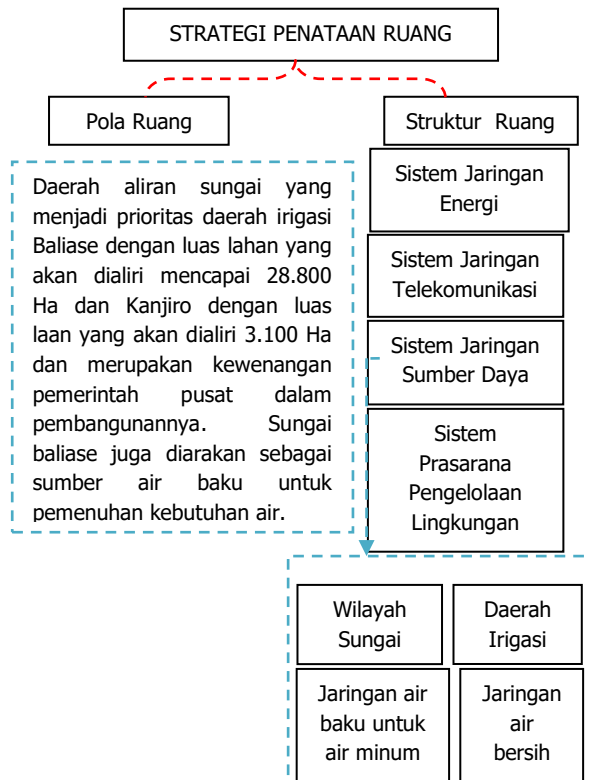 STRATEGI PENATAAN RUANG
Pola Ruang
Daerah aliran sungai yang
menjadi prioritas daerah irigasi
Baliase dengan luas lahan yang
akan dialiri mencapai 28.800
Ha dan Kanjiro dengan luas
laan yang akan dialiri 3.100 Ha
dan merupakan kewenangan
pemerintah pusat dalam
pembangunannya. Sungai
baliase juga diarakan sebagai
sumber air baku untuk
pemenuhan kebutuhan air.
Struktur Ruang
Sistem Jaringan
Energi
Sistem Jaringan
Telekomunikasi
Sistem Jaringan
Sumber Daya
Sistem
Prasarana
Pengelolaan
Lingkungan
Wilayah
Sungai
Daerah
Irigasi
Jaringan air
baku untuk
air minum
Jaringan
air
bersih